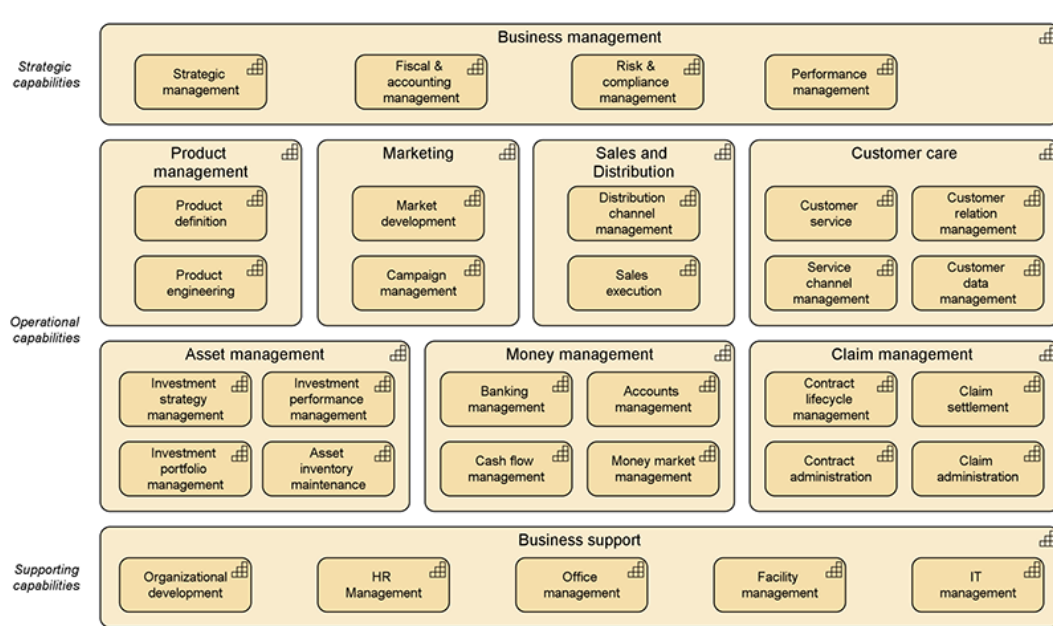 Business management
Strategic
capabilities
Strategic
management
Fiscal &
accounting
management
Risk &
compliance
management
Performance
management
Operational
capabilities
Product
management
Product
definition
Product
engineering
Marketing
Market
development
Campaign
management
Sales and
Distribution
Distribution
channel
management
Sales
execution
Customer care
Customer
service
Customer
relation
management
Service
channel
management
Customer
data
management
Asset management
Investment
strategy
management
Investment
performance
management
Investment
portfolio
management
Asset
inventory
maintenance
Money management
Banking
management
Accounts
management
Cash flow
management
Money market
management
Claim management
Contract
lifecycle
management
Claim
settlement
Contract
administration
Claim
administration
Business support
Supporting
capabilities
Organizational
development
HR
Management
Office
management
Facility
management
IT
management